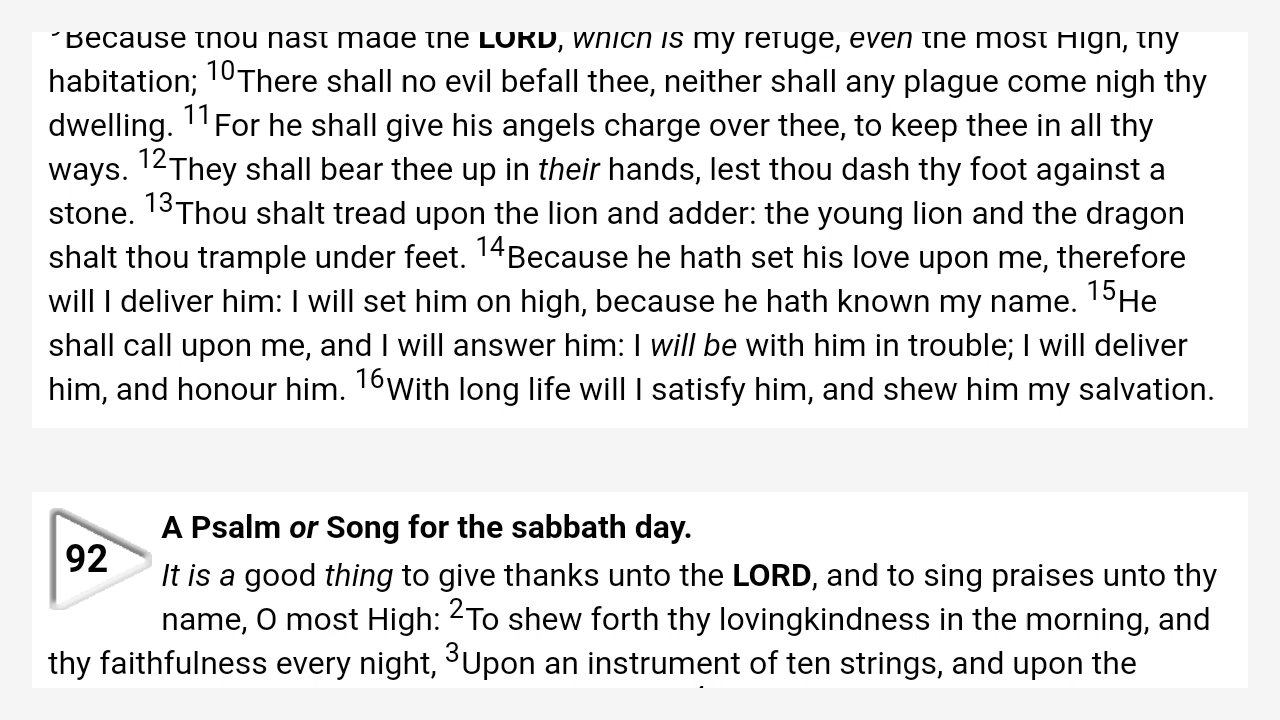 9Because thou hast made the LORD, which is my refuge, even the most High, thy
habitation; 10There shall no evil befall thee, neither shall any plague come nigh thy
dwelling. 11For he shall give his angels charge over thee, to keep thee in all thy
ways. 12They shall bear thee up in their hands, lest thou dash thy foot against a
stone. 13Thou shalt tread upon the lion and adder: the young lion and the dragon
shalt thou trample under feet. 14Because he hath set his love upon me, therefore
will I deliver him: I will set him on high, because he hath known my name. 15He
shall call upon me, and I will answer him: I will be with him in trouble; I will deliver
him, and honour him. 16With long life will I satisfy him, and shew him my salvation.
92
A Psalm or Song for the sabbath day.
It is a good thing to give thanks unto the LORD, and to sing praises unto thy
name, O most High: 2To shew forth thy lovingkindness in the morning, and
thy faithfulness every night, 3Upon an instrument of ten strings, and upon the